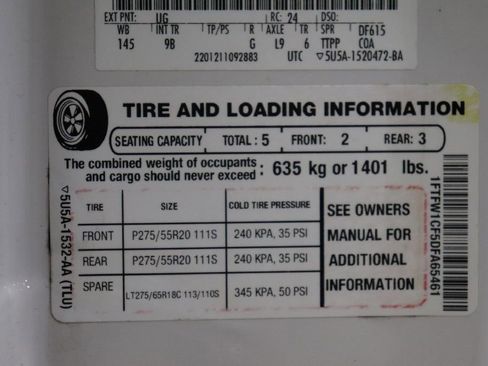 EXT PNT: UG RC: 24 DSO:
WB INT TR TP/PS R AXLE TR SPR DF615
145 9B G L9 6 TTPP COA
2201211092883 UTC ▽5U5A-1520472-BA
TIRE AND LOADING INFORMATION
SEATING CAPACITY TOTAL : 5 FRONT: 2 REAR: 3
The combined weight of occupants
and cargo should never exceed : 635 kg or 1401 lbs.
TIRE SIZE COLD TIRE PRESSURE
FRONT P275/55R20 111S 240 KPA, 35 PSI
REAR P275/55R20 111S 240 KPA, 35 PSI
SPARE LT275/65R18C 113/110S 345 KPA, 50 PSI
SEE OWNERS
MANUAL FOR
ADDITIONAL
INFORMATION
▽5U5A-1532-AA (TLU)
1FTFW1CF5DFA65461